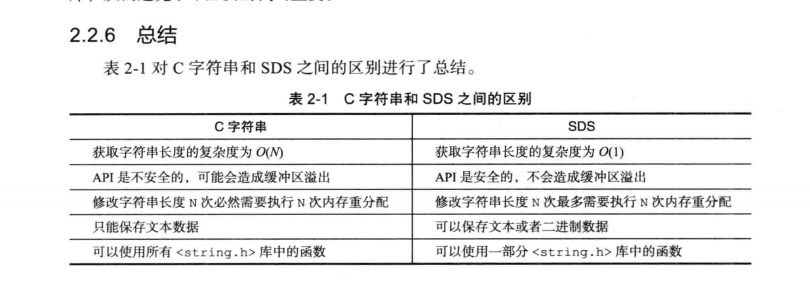 2.2.6 总结
表 2-1 对 C 字符串和 SDS 之间的区别进行了总结。
表 2-1 C 字符串和 SDS 之间的区别
C 字符串 SDS
获取字符串长度的复杂度为 O(N) 获取字符串长度的复杂度为 O(1)
API 是不安全的，可能会造成缓冲区溢出 API 是安全的，不会造成缓冲区溢出
修改字符串长度 N 次必然需要执行 N 次内存重分配 修改字符串长度 N 次最多需要执行 N 次内存重分配
只能保存文本数据 可以保存文本或者二进制数据
可以使用所有 <string.h> 库中的函数 可以使用一部分 <string.h> 库中的函数